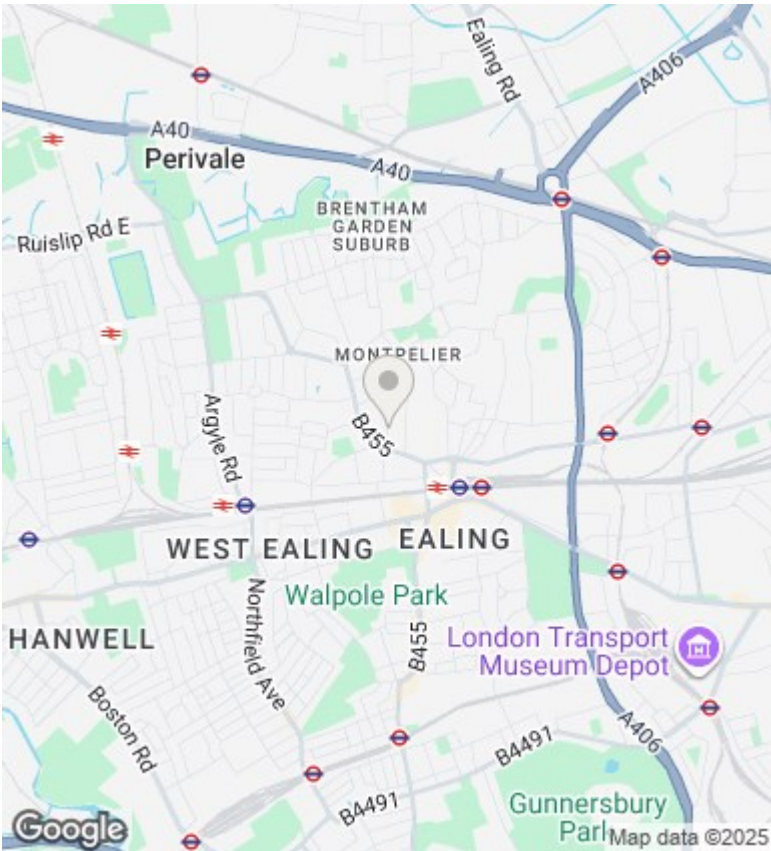 Ealing Rd
A406
A40
Perivale
A40
BRENTHAM
GARDEN
SUBURB
Ruislip Rd E
MONTPELIER
Argyle Rd
B455
WEST EALING
EALING
Walpole Park
Northfield Ave
HANWELL
B455
London Transport
Museum Depot
Boston Rd
A406
B4491
B4491
Gunnersbury
Park
Google
Map data ©2025